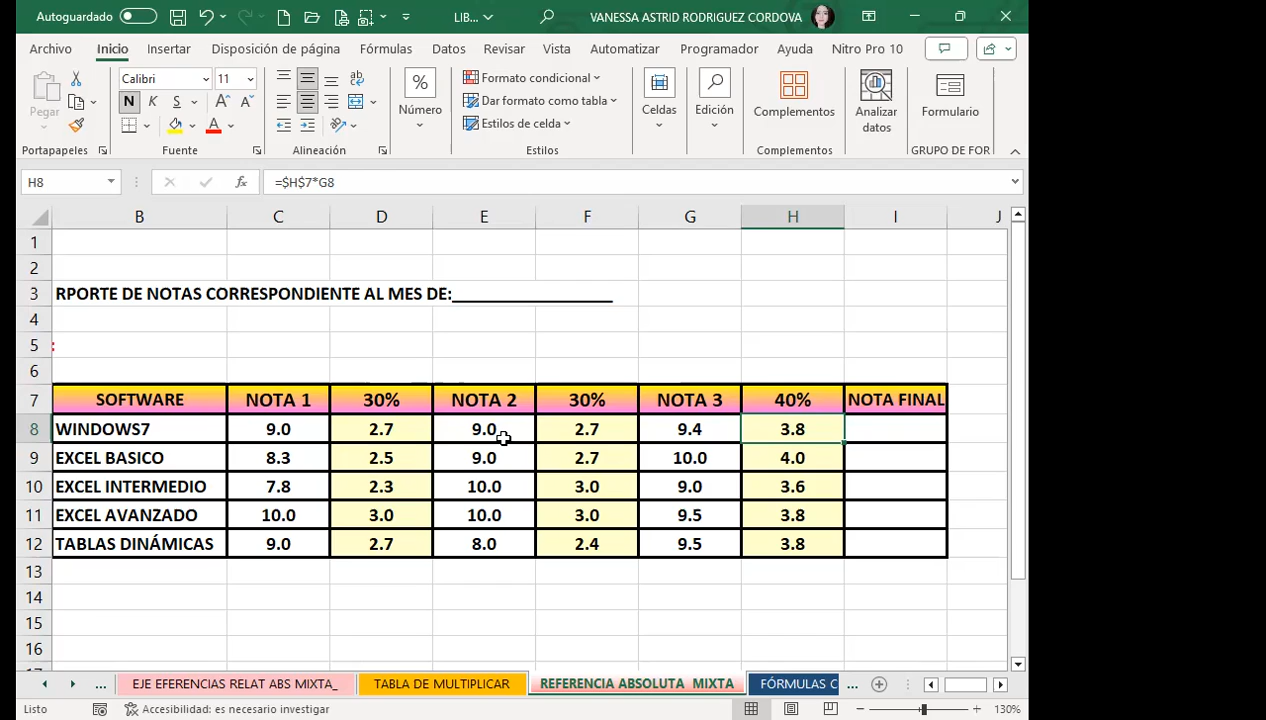 Autoguardado
LIB...
VANESSA ASTRID RODRIGUEZ CORDOVA
Archivo Inicio Insertar Disposición de página Fórmulas Datos Revisar Vista Automatizar Programador Ayuda Nitro Pro 10
Pegar
Calibri 11
N K S
ab
A A
A
%
Número
Formato condicional
Dar formato como tabla
Estilos de celda
Celdas
Edición
Complementos
Analizar datos
Formulario
Portapapeles Fuente Alineación Estilos Complementos GRUPO DE FOR
H8 fx =$H$7*G8
B C D E F G H I J
1
2
3 RPORTE DE NOTAS CORRESPONDIENTE AL MES DE:_________________
4
5 :
6
7 SOFTWARE NOTA 1 30% NOTA 2 30% NOTA 3 40% NOTA FINAL
8 WINDOWS7 9.0 2.7 9.0 2.7 9.4 3.8
9 EXCEL BASICO 8.3 2.5 9.0 2.7 10.0 4.0
10 EXCEL INTERMEDIO 7.8 2.3 10.0 3.0 9.0 3.6
11 EXCEL AVANZADO 10.0 3.0 10.0 3.0 9.5 3.8
12 TABLAS DINÁMICAS 9.0 2.7 8.0 2.4 9.5 3.8
13
14
15
16
17
... EJE EFERENCIAS RELAT ABS MIXTA_ TABLA DE MULTIPLICAR REFERENCIA ABSOLUTA MIXTA FÓRMULAS C ...
Listo Accesibilidad: es necesario investigar 130%